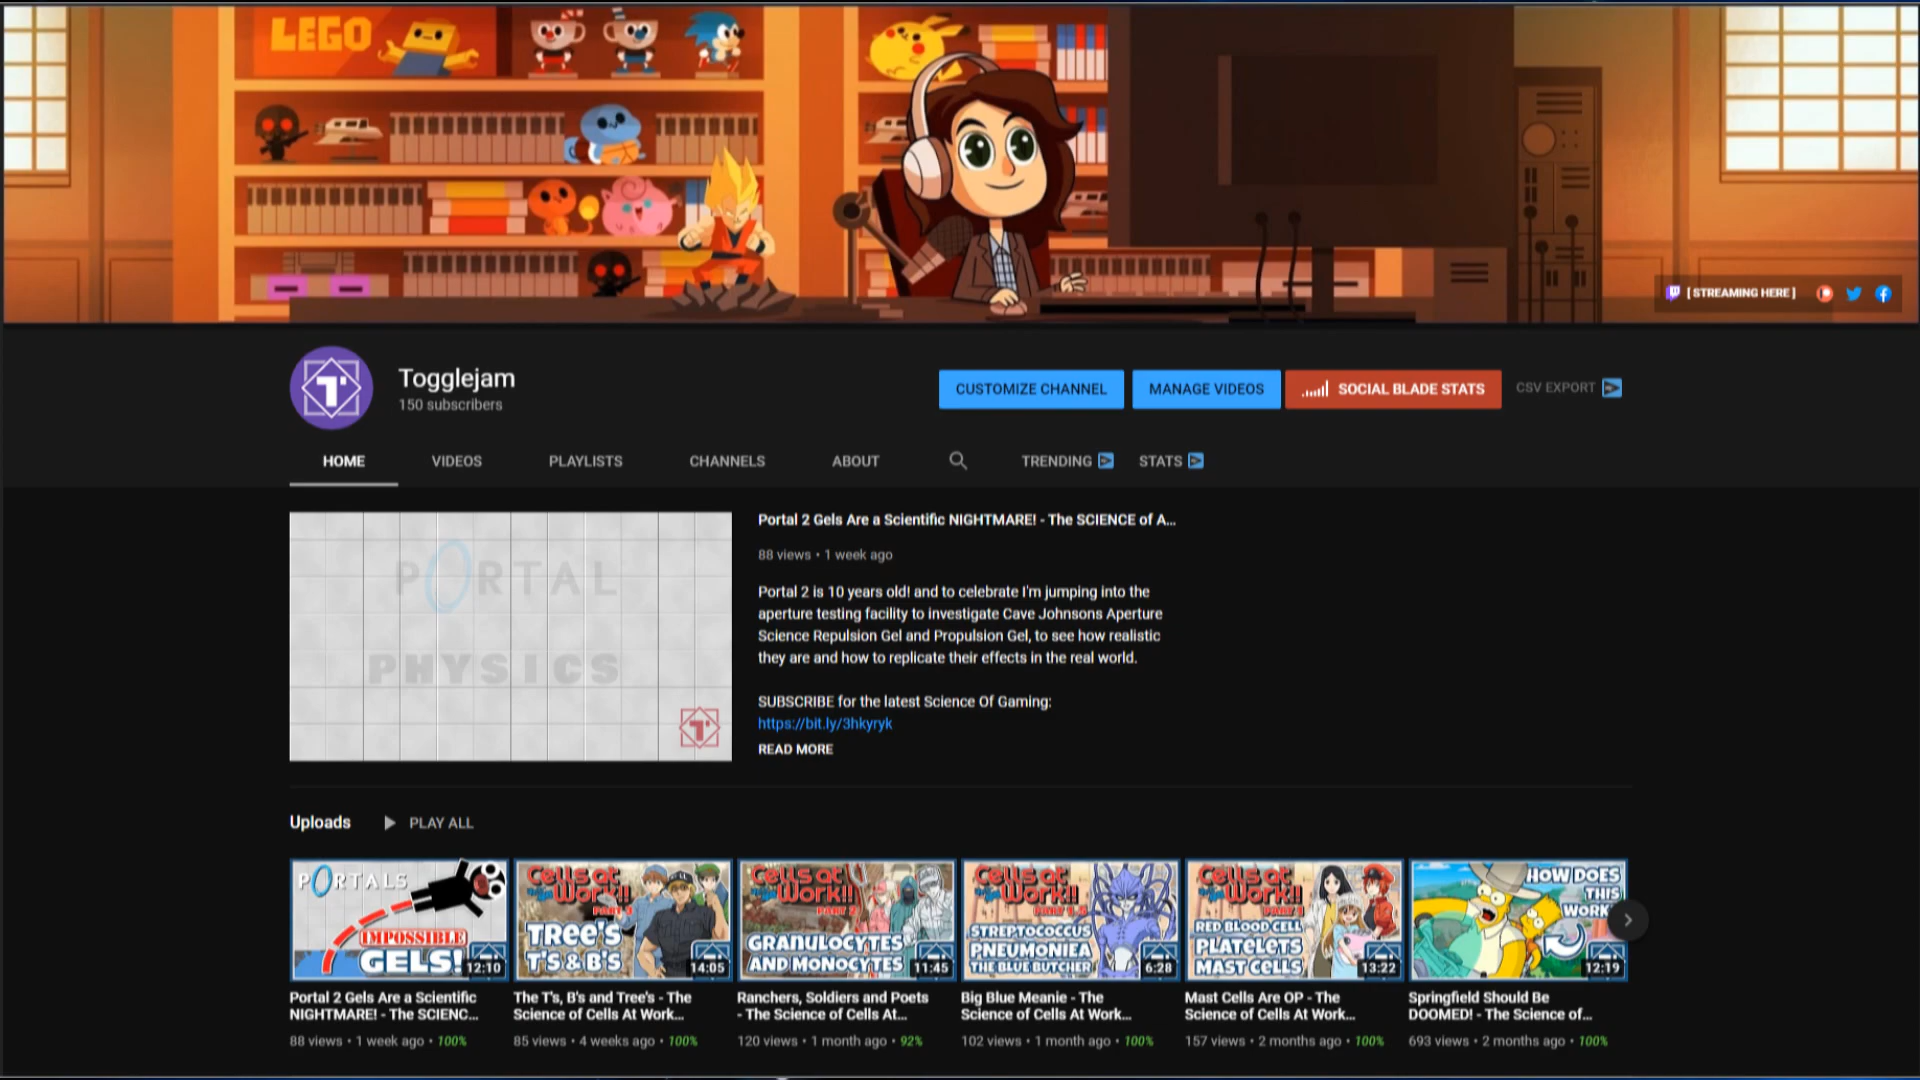 LEGO
[ STREAMING HERE ]
Togglejam
150 subscribers
CUSTOMIZE CHANNEL
MANAGE VIDEOS
SOCIAL BLADE STATS
CSV EXPORT
HOME
VIDEOS
PLAYLISTS
CHANNELS
ABOUT
TRENDING
STATS
PORTAL
PHYSICS
Portal 2 Gels Are a Scientific NIGHTMARE! - The SCIENCE of A...
88 views • 1 week ago
Portal 2 is 10 years old! and to celebrate I'm jumping into the
aperture testing facility to investigate Cave Johnsons Aperture
Science Repulsion Gel and Propulsion Gel, to see how realistic
they are and how to replicate their effects in the real world.
SUBSCRIBE for the latest Science Of Gaming:
https://bit.ly/3hkyryk
READ MORE
Uploads
PLAY ALL
PORTALS
IMPOSSIBLE
GELS!
12:10
Portal 2 Gels Are a Scientific
NIGHTMARE! - The SCIENC...
88 views • 1 week ago • 100%
Cells at
Work!!
PART 3
TREE'S
T'S & B'S
14:05
The T's, B's and Tree's - The
Science of Cells At Work...
85 views • 4 weeks ago • 100%
Cells at
Work!!
PART 2
GRANULOCYTES
AND MONOCYTES
11:45
Ranchers, Soldiers and Poets
- The Science of Cells At...
120 views • 1 month ago • 92%
Cells at
Work!!
PART 1.5
STREPTOCOCCUS
PNEUMONIEA
THE BLUE BUTCHER
6:28
Big Blue Meanie - The
Science of Cells At Work...
102 views • 1 month ago • 100%
Cells at
Work!!
PART 1
RED BLOOD CELL
PLATELETS
MAST CELLS
13:22
Mast Cells Are OP - The
Science of Cells At Work...
157 views • 2 months ago • 100%
HOW DOES
THIS
WORK
12:19
Springfield Should Be
DOOMED! - The Science of...
693 views • 2 months ago • 100%